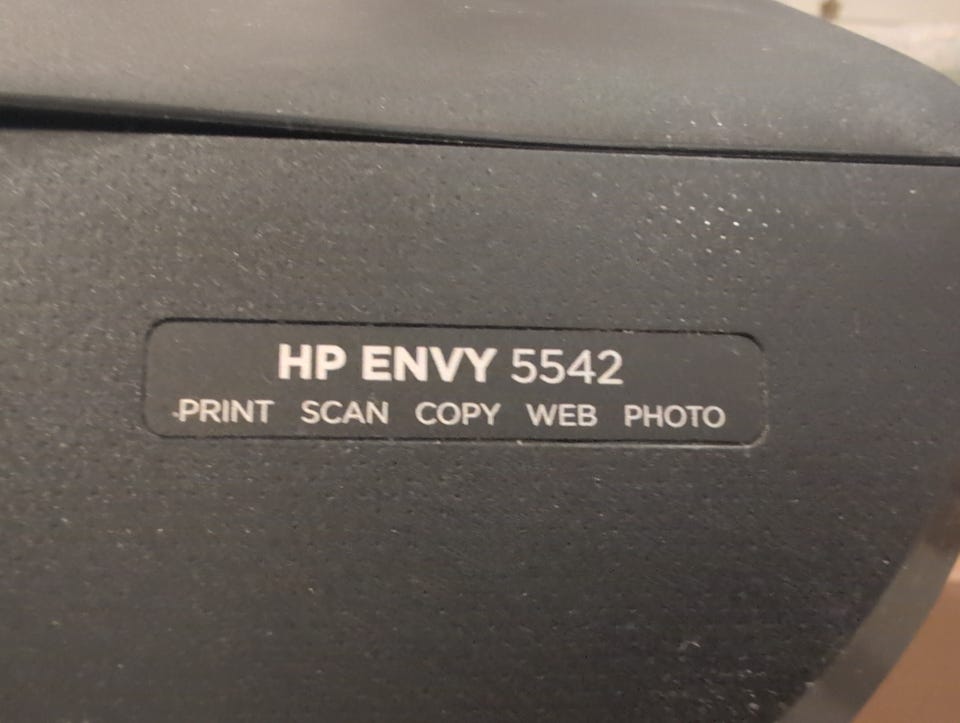 HP ENVY 5542
PRINT SCAN COPY WEB PHOTO